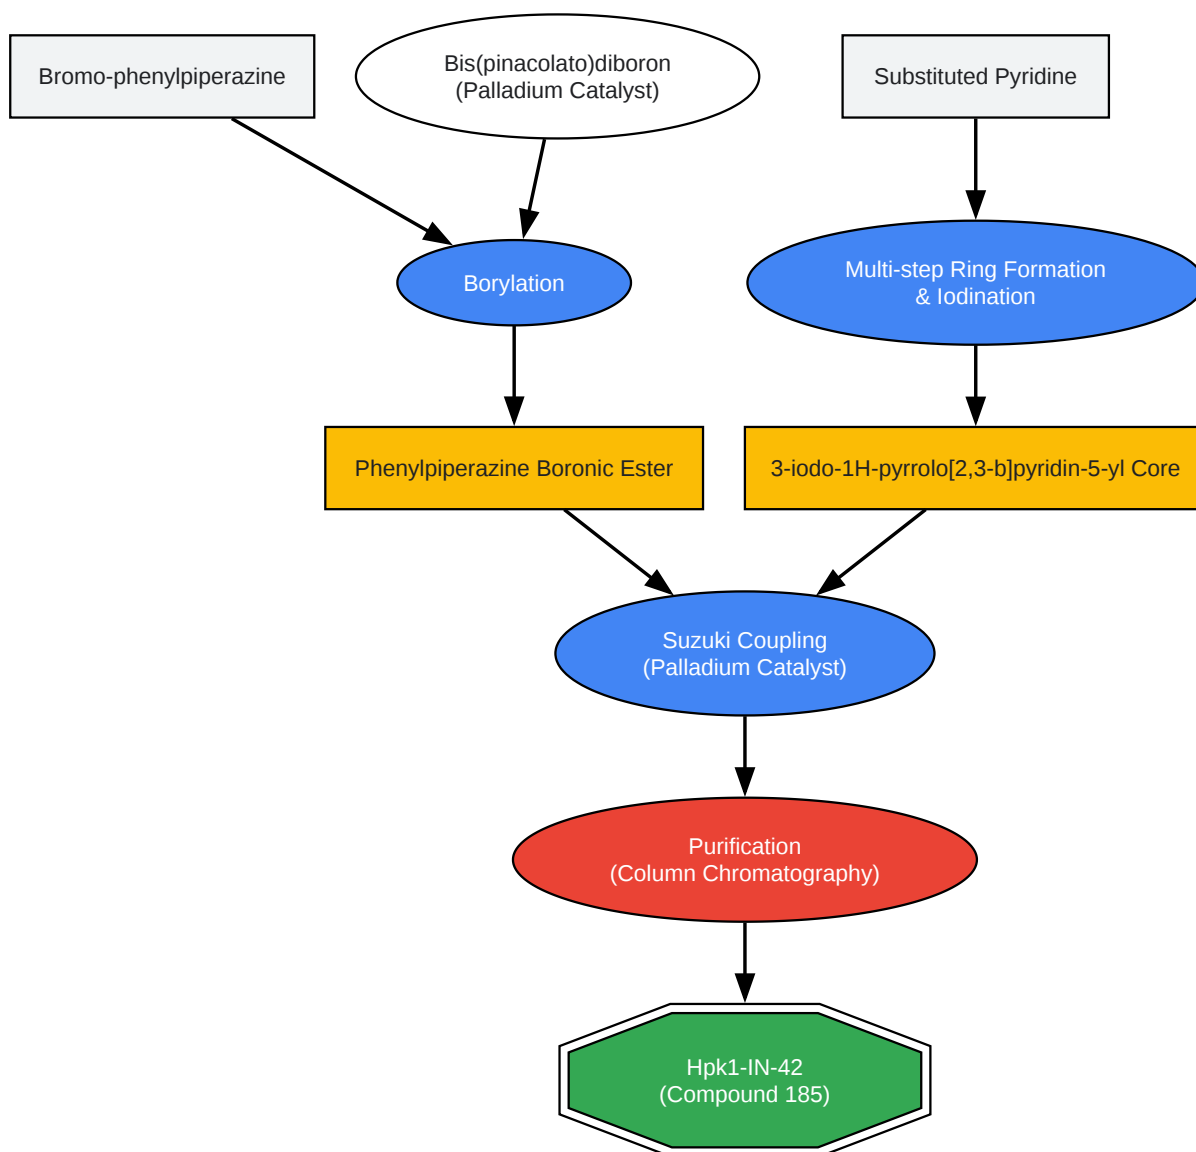 Bromo-phenylpiperazine
Bis(pinacolato)diboron
(Palladium Catalyst)
Substituted Pyridine
Borylation
Multi-step Ring Formation
& Iodination
Phenylpiperazine Boronic Ester
3-iodo-1H-pyrrolo[2,3-b]pyridin-5-yl Core
Suzuki Coupling
(Palladium Catalyst)
Purification
(Column Chromatography)
Hpk1-IN-42
(Compound 185)